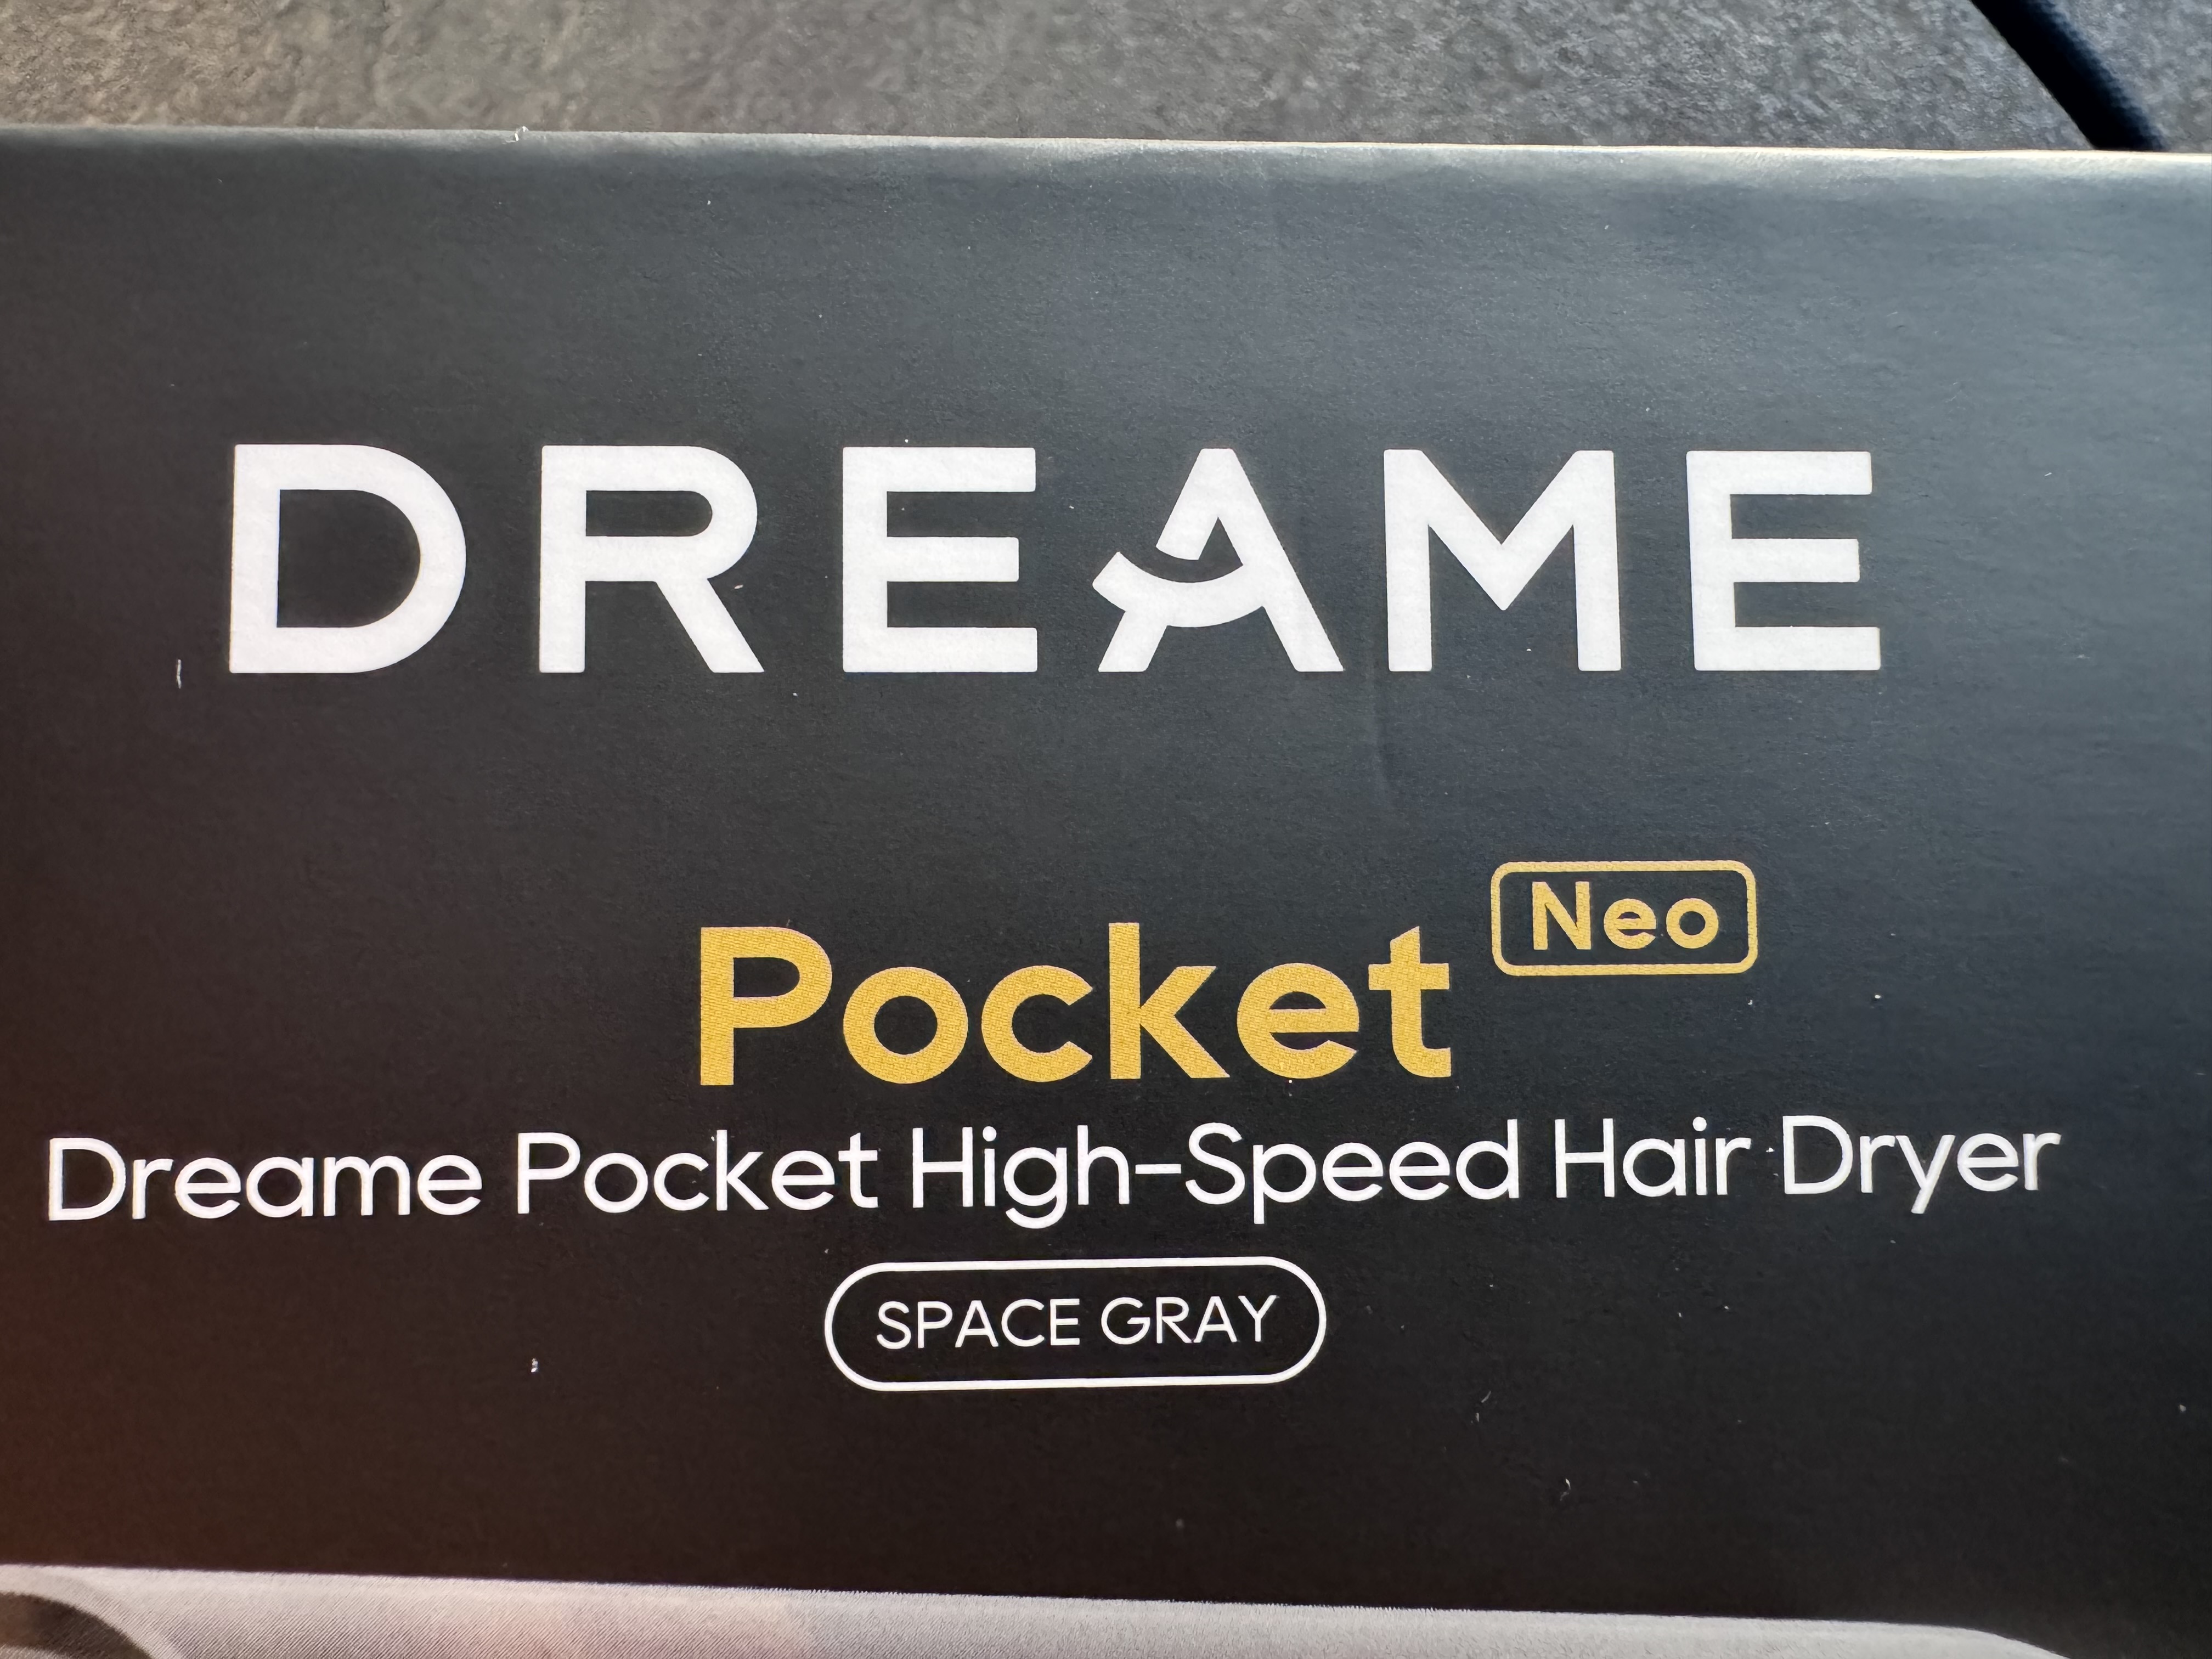 DREAME
Pocket Neo
Dreame Pocket High-Speed Hair Dryer
SPACE GRAY